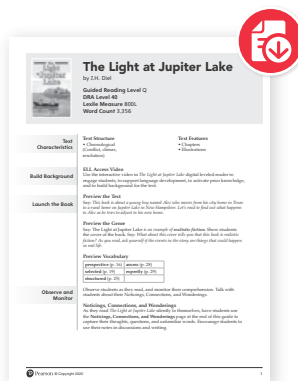 The Light at Jupiter Lake
by J.H. Diel
Guided Reading Level Q
DRA Level 40
Lexile Measure 800L
Word Count 3,356
Text Characteristics
Text Structure
• Chronological
(Conflict, climax,
resolution)
Text Features
• Chapters
• Illustrations
Build Background
ELL Access Video
Use the interactive video in The Light at Jupiter Lake digital leveled reader to
engage students, to support language development, to activate prior knowledge,
and to build background for the text.
Launch the Book
Preview the Text
Say: This book is about a young boy named Alex who moves from his city home in Texas
to a rural home on Jupiter Lake in New Hampshire. Let's read to find out what happens
to Alex as he tries to adjust to his new home.
Preview the Genre
Say: The Light at Jupiter Lake is an example of realistic fiction. Show students
the cover of the book. Say: What about this cover tells you that this book is realistic
fiction? As you read, ask yourself if the events in the story are things that could happen
in real life.
Preview Vocabulary
perspective (p. 16)
selected (p. 19)
structured (p. 25)
access (p. 28)
expertly (p. 29)
Observe and
Monitor
Observe students as they read, and monitor their comprehension. Talk with
students about their Noticings, Connections, and Wonderings.
Noticings, Connections, and Wonderings
As they read The Light at Jupiter Lake silently to themselves, have students use
the Noticings, Connections, and Wonderings page at the end of this guide to
capture their thoughts, questions, and unfamiliar words. Encourage students to
use their notes in discussions and writing.
Pearson © Copyright 2020
1